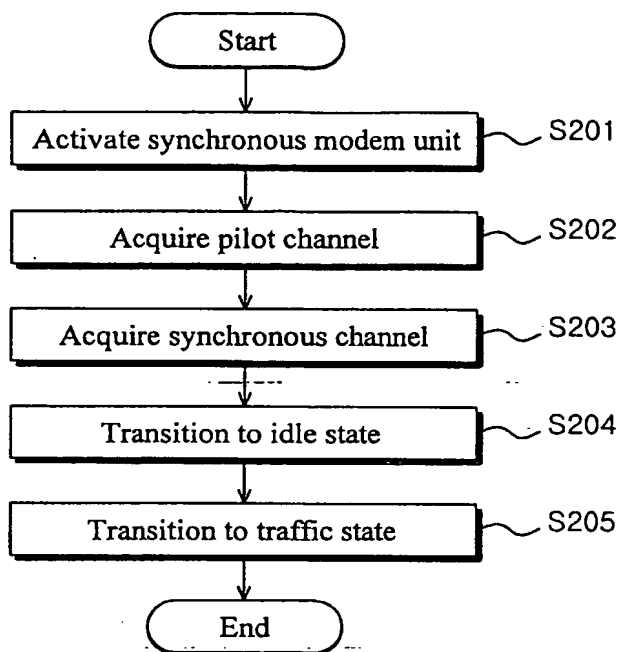 Start
Activate synchronous modem unit
S201
Acquire pilot channel
S202
Acquire synchronous channel
S203
Transition to idle state
S204
Transition to traffic state
S205
End